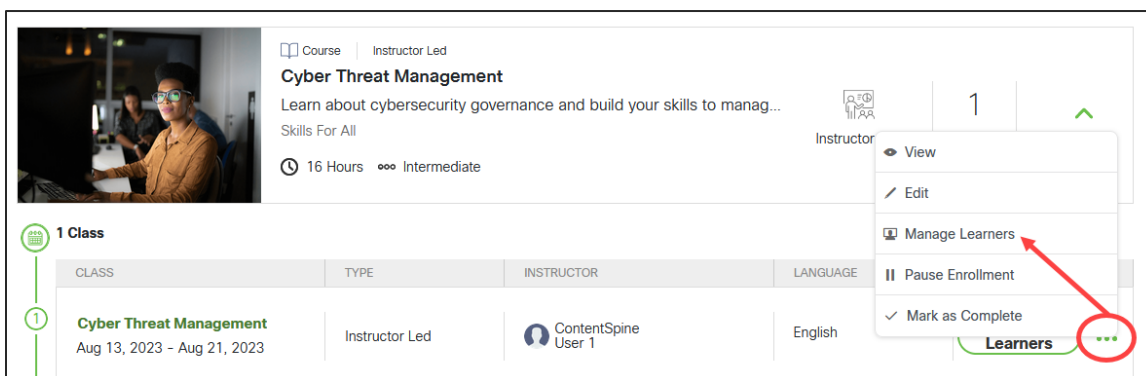 Course Instructor Led
Cyber Threat Management
Learn about cybersecurity governance and build your skills to manag...
Skills For All
16 Hours Intermediate
Instructor
1
View
Edit
Manage Learners
Pause Enrollment
Mark as Complete
1 Class
CLASS TYPE INSTRUCTOR LANGUAGE
1
Cyber Threat Management
Aug 13, 2023 - Aug 21, 2023
Instructor Led
ContentSpine
User 1
English
Learners